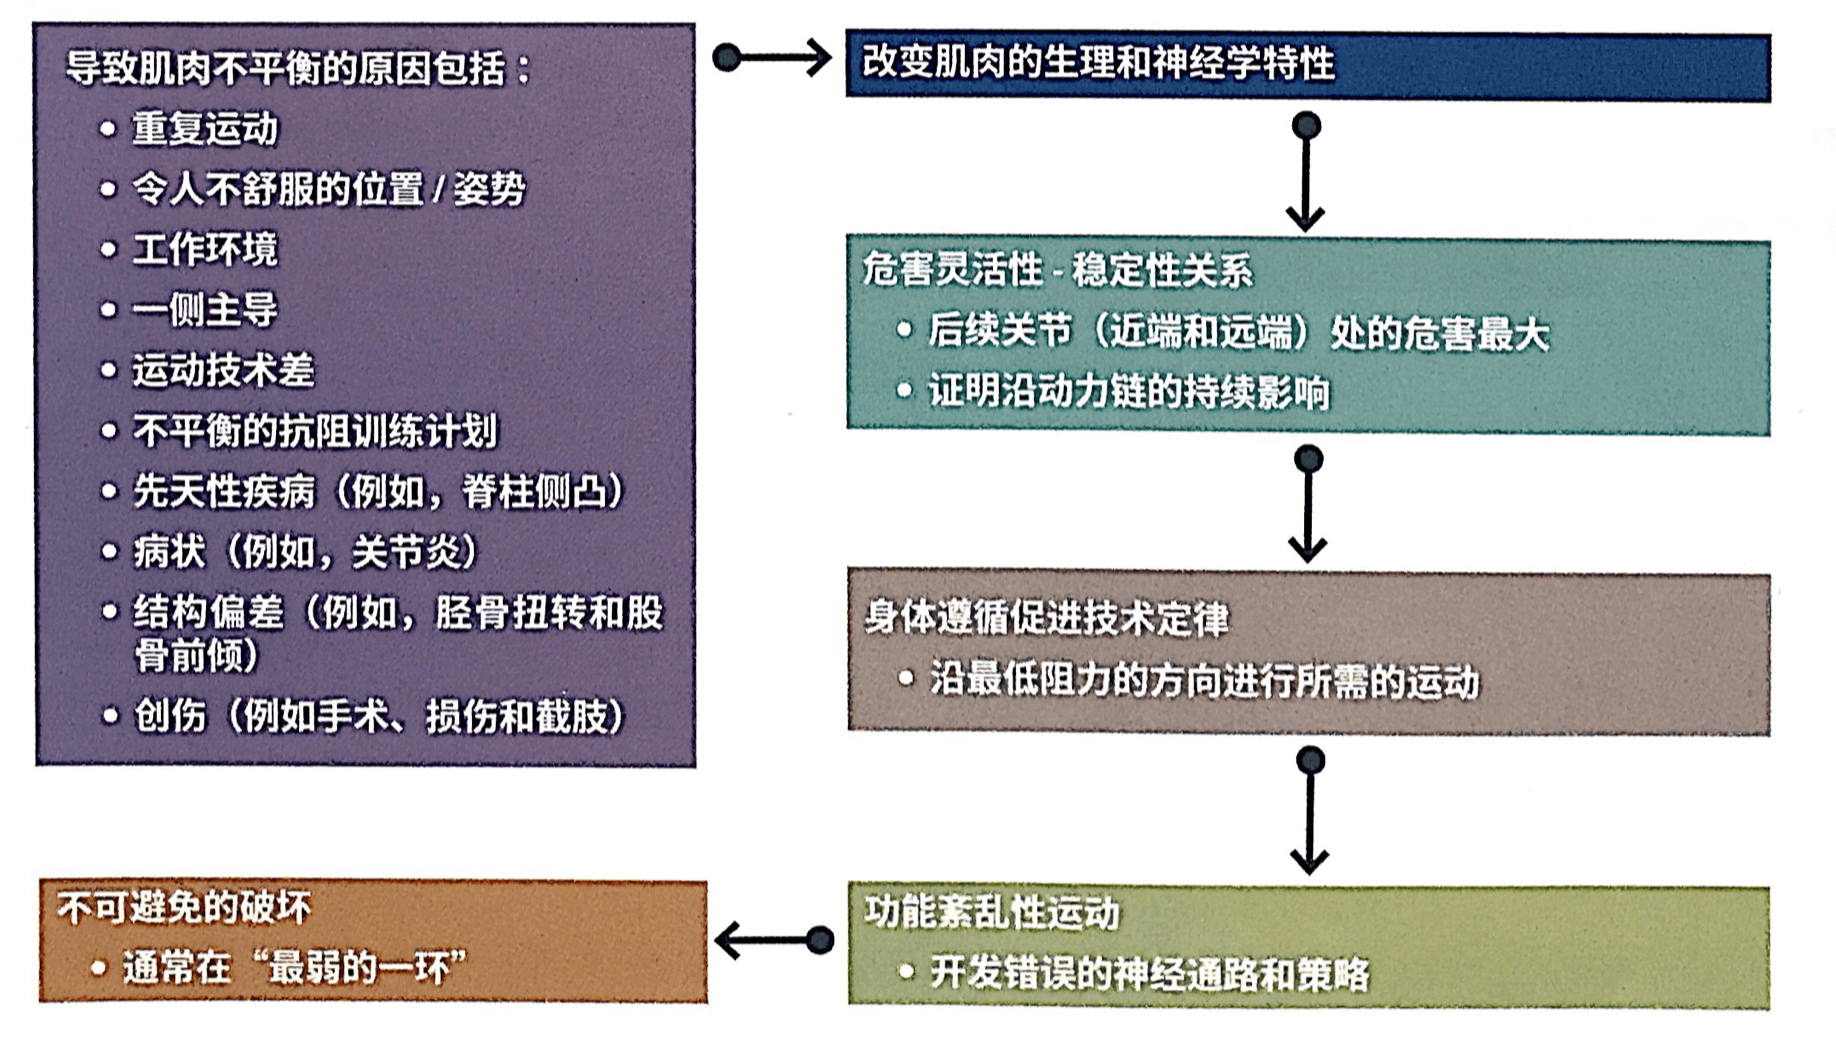 导致肌肉不平衡的原因包括：
• 重复运动
• 令人不舒服的位置 / 姿势
• 工作环境
• 一侧主导
• 运动技术差
• 不平衡的抗阻训练计划
• 先天性疾病（例如，脊柱侧凸）
• 病状（例如，关节炎）
• 结构偏差（例如，胫骨扭转和股
骨前倾）
• 创伤（例如手术、损伤和截肢）
改变肌肉的生理和神经学特性
危害灵活性 - 稳定性关系
• 后续关节（近端和远端）处的危害最大
• 证明沿动力链的持续影响
身体遵循促进技术定律
• 沿最低阻力的方向进行所需的运动
功能紊乱性运动
• 开发错误的神经通路和策略
不可避免的破坏
• 通常在“最弱的一环”